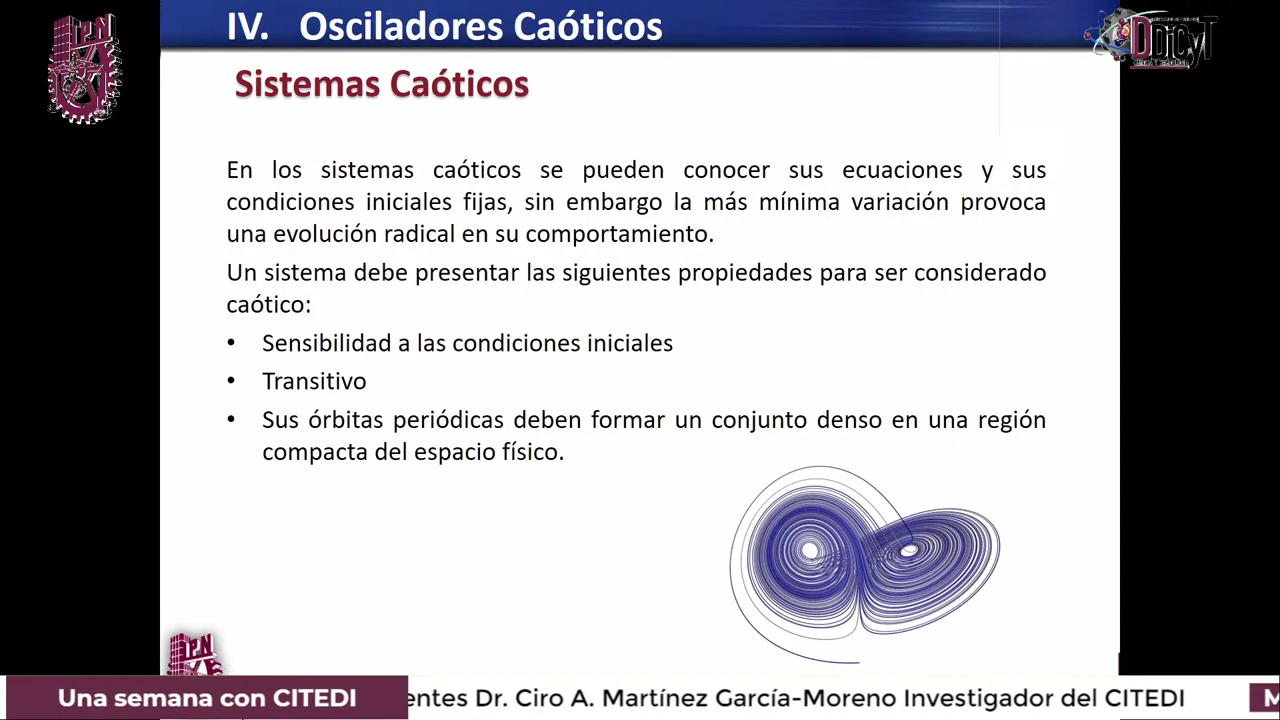 IV. Osciladores Caóticos
Sistemas Caóticos
En los sistemas caóticos se pueden conocer sus ecuaciones y sus
condiciones iniciales fijas, sin embargo la más mínima variación provoca
una evolución radical en su comportamiento.
Un sistema debe presentar las siguientes propiedades para ser considerado
caótico:
• Sensibilidad a las condiciones iniciales
• Transitivo
• Sus órbitas periódicas deben formar un conjunto denso en una región
compacta del espacio físico.
IPN
DDiCyT
IPN
Una semana con CITEDI
entes Dr. Ciro A. Martínez García-Moreno Investigador del CITEDI
M